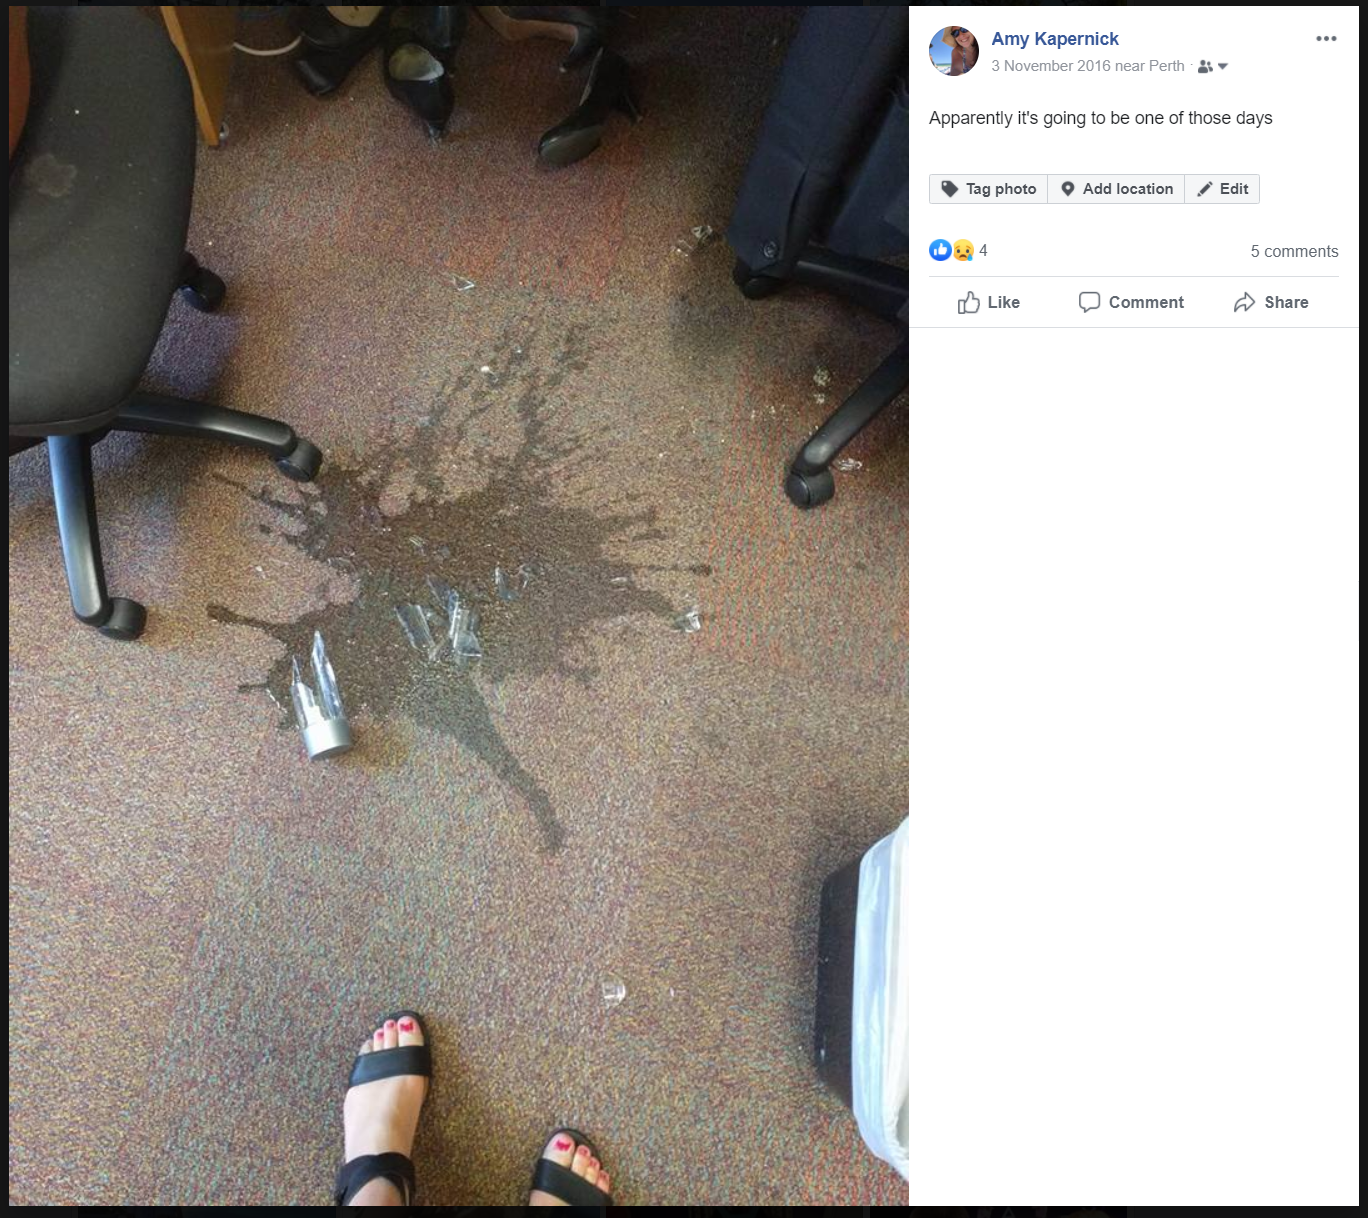 Amy Kapernick
3 November 2016 near Perth ·
Apparently it's going to be one of those days
Tag photo Add location Edit
4 5 comments
Like Comment Share